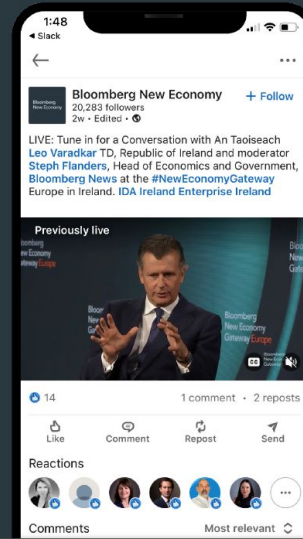 1:48
◀ Slack
Bloomberg New Economy
+ Follow
20,283 followers
2w • Edited •
LIVE: Tune in for a Conversation with An Taoiseach
Leo Varadkar TD, Republic of Ireland and moderator
Steph Flanders, Head of Economics and Government,
Bloomberg News at the #NewEconomyGateway
Europe in Ireland. IDA Ireland Enterprise Ireland
Previously live
Bloomberg
New Economy
Gateway Europe
CC
14
1 comment • 2 reposts
Like
Comment
Repost
Send
Reactions
Comments
Most relevant